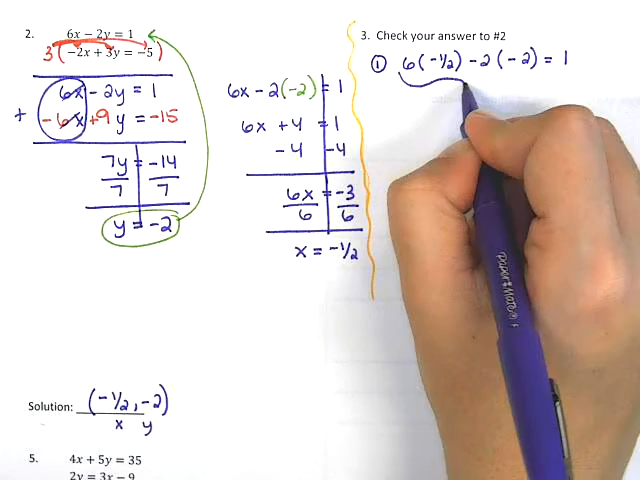 2. 6x − 2y = 1
3 ( −2x + 3y = −5 )
6x − 2y = 1
+ −6x + 9y = −15
7y = −14
7 7
y = −2
6x − 2(−2) = 1
6x + 4 = 1
−4 −4
6x = −3
6 6
x = −1/2
Solution: (−1/2, −2)
x y
3. Check your answer to #2
① 6(−1/2) − 2(−2) = 1
5. 4x + 5y = 35
2y = 3x − 9